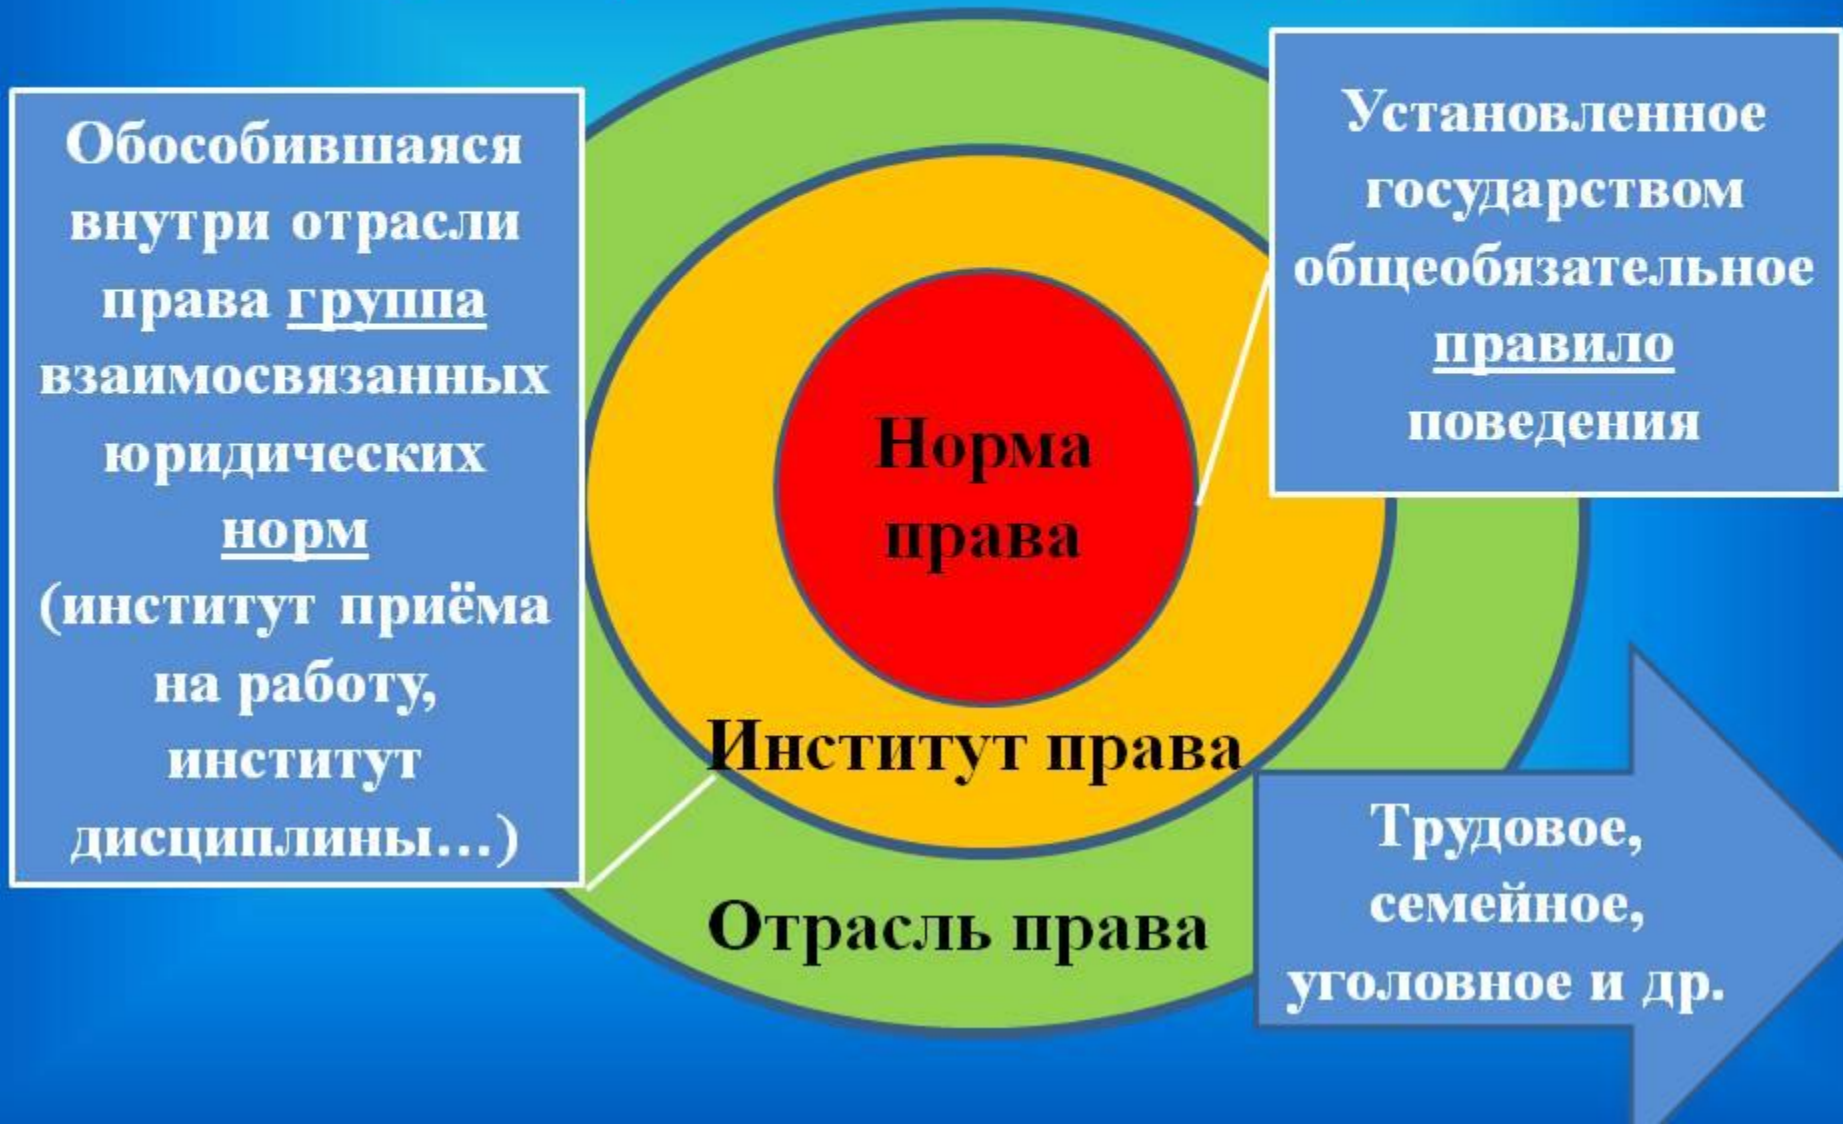 Обособившаяся
внутри отрасли
права группа
взаимосвязанных
юридических
норм
(институт приёма
на работу,
институт
дисциплины...)
Установленное
государством
общеобязательное
правило
поведения
Норма
права
Институт права
Отрасль права
Трудовое,
семейное,
уголовное и др.